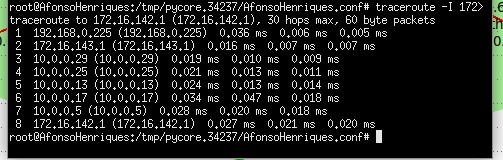 root@AfonsoHenriques:/tmp/pycore.34237/AfonsoHenriques.conf# traceroute -I 172>
traceroute to 172.16.142.1 (172.16.142.1), 30 hops max, 60 byte packets
1 192.168.0.225 (192.168.0.225) 0.036 ms 0.006 ms 0.005 ms
2 172.16.143.1 (172.16.143.1) 0.016 ms 0.007 ms 0.007 ms
3 10.0.0.29 (10.0.0.29) 0.019 ms 0.010 ms 0.009 ms
4 10.0.0.25 (10.0.0.25) 0.021 ms 0.013 ms 0.011 ms
5 10.0.0.13 (10.0.0.13) 0.024 ms 0.013 ms 0.014 ms
6 10.0.0.17 (10.0.0.17) 0.034 ms 0.047 ms 0.018 ms
7 10.0.0.5 (10.0.0.5) 0.028 ms 0.020 ms 0.018 ms
8 172.16.142.1 (172.16.142.1) 0.027 ms 0.021 ms 0.020 ms
root@AfonsoHenriques:/tmp/pycore.34237/AfonsoHenriques.conf#